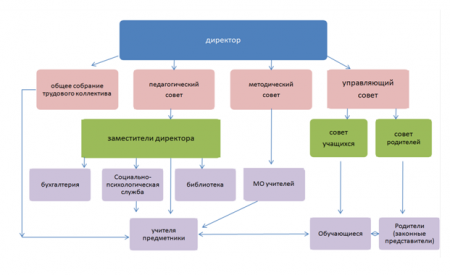 директор
общее собрание
трудового коллектива
педагогический
совет
методический
совет
управляющий
совет
заместители директора
совет
учащихся
совет
родителей
бухгалтерия
Социально-
психологическая
служба
библиотека
МО учителей
учителя
предметники
Обучающиеся
Родители
(законные
представители)